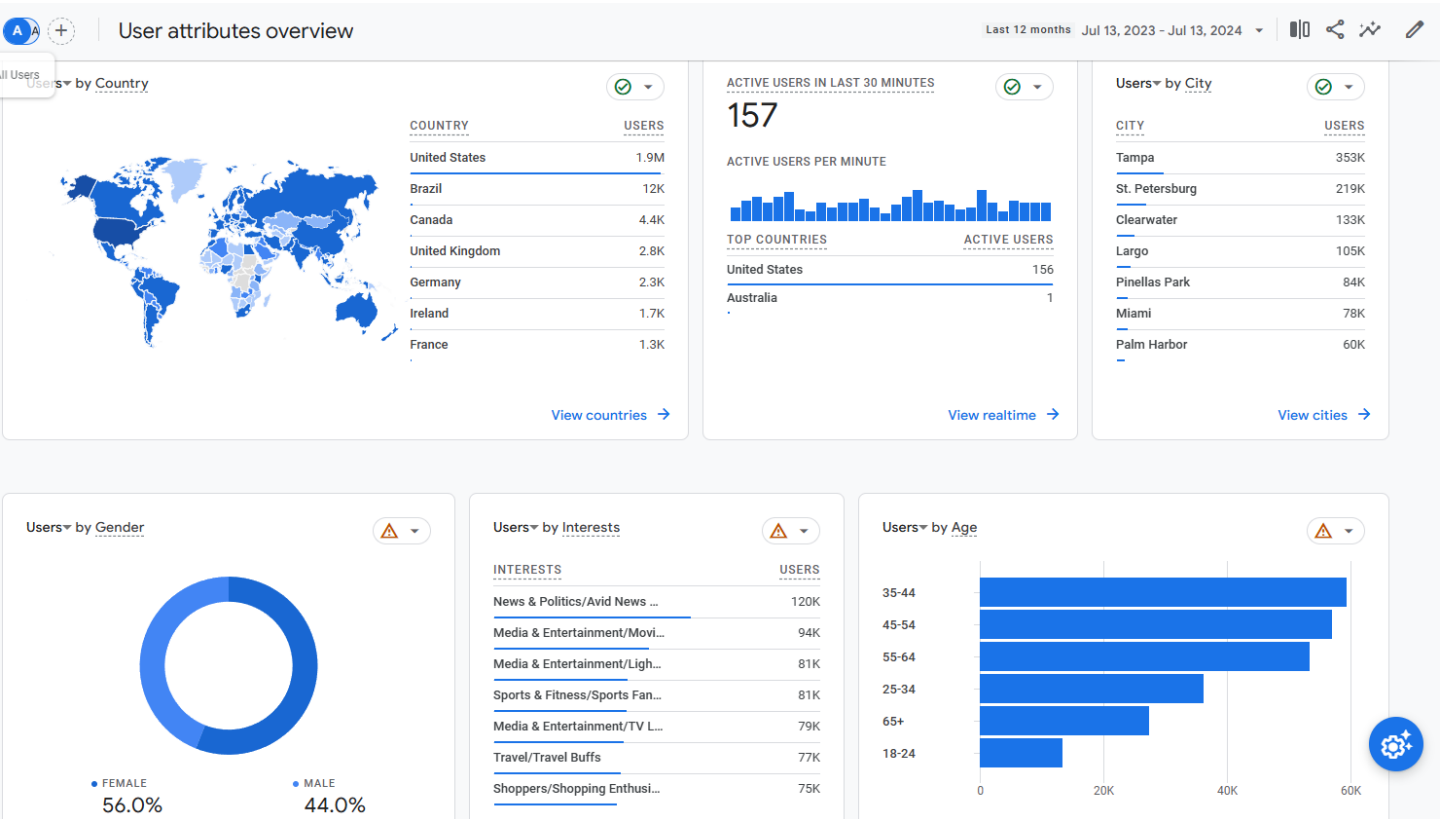 A A + User attributes overview Last 12 months Jul 13, 2023 - Jul 13, 2024
ll Users
Users by Country
COUNTRY USERS
United States 1.9M
Brazil 12K
Canada 4.4K
United Kingdom 2.8K
Germany 2.3K
Ireland 1.7K
France 1.3K
View countries
ACTIVE USERS IN LAST 30 MINUTES
157
ACTIVE USERS PER MINUTE
TOP COUNTRIES ACTIVE USERS
United States 156
Australia 1
View realtime
Users by City
CITY USERS
Tampa 353K
St. Petersburg 219K
Clearwater 133K
Largo 105K
Pinellas Park 84K
Miami 78K
Palm Harbor 60K
View cities
Users by Gender
FEMALE MALE
56.0% 44.0%
Users by Interests
INTERESTS USERS
News & Politics/Avid News ... 120K
Media & Entertainment/Movi... 94K
Media & Entertainment/Ligh... 81K
Sports & Fitness/Sports Fan... 81K
Media & Entertainment/TV L... 79K
Travel/Travel Buffs 77K
Shoppers/Shopping Enthusi... 75K
Users by Age
35-44
45-54
55-64
25-34
65+
18-24
0 20K 40K 60K